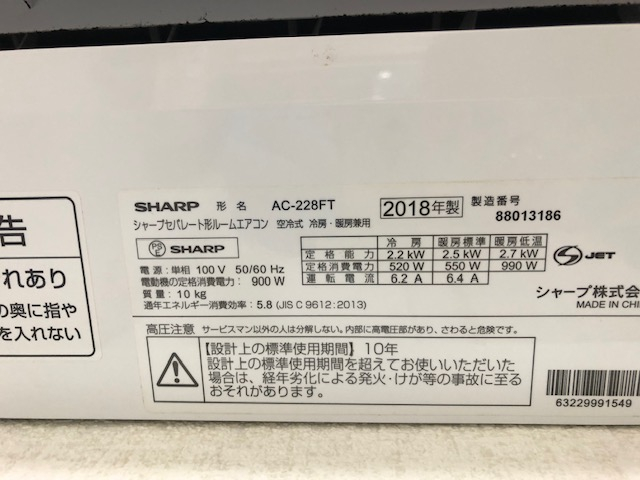 SHARP 形名 AC-228FT 2018年製 製造番号 88013186
シャープセパレート形ルームエアコン 空冷式 冷房・暖房兼用
PSE SHARP
電源:単相 100 V 50/60 Hz
電動機の定格消費電力: 900 W
質量:10 kg
通年エネルギー消費効率:5.8 (JIS C 9612:2013)
冷房 暖房標準 暖房低温
定格能力 2.2 kW 2.5 kW 2.7 kW
定格消費電力 520 W 550 W 990 W
運転電流 6.2 A 6.4 A
S JET
シャープ株式会
MADE IN CHI
高圧注意 サービスマン以外の人は分解しない。内部に高電圧部があり、さわると危険です。
【設計上の標準使用期間】10年
設計上の標準使用期間を超えてお使いいただいた
場合は、経年劣化による発火・けが等の事故に至る
おそれがあります。
63229991549
告
れあり
の奥に指や
を入れない